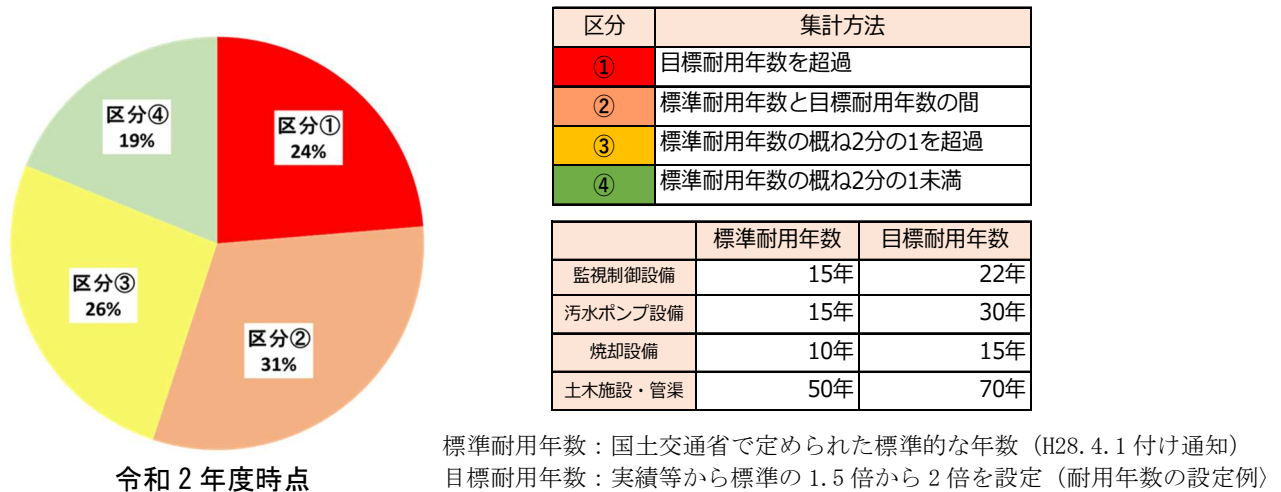 区分④
19%
区分①
24%
区分③
26%
区分②
31%
令和２年度時点
区分 集計方法
① 目標耐用年数を超過
② 標準耐用年数と目標耐用年数の間
③ 標準耐用年数の概ね2分の1を超過
④ 標準耐用年数の概ね2分の1未満
標準耐用年数 目標耐用年数
監視制御設備 15年 22年
汚水ポンプ設備 15年 30年
焼却設備 10年 15年
土木施設・管渠 50年 70年
標準耐用年数：国土交通省で定められた標準的な年数（H28.4.1付け通知）
目標耐用年数：実績等から標準の1.5倍から2倍を設定（耐用年数の設定例〉